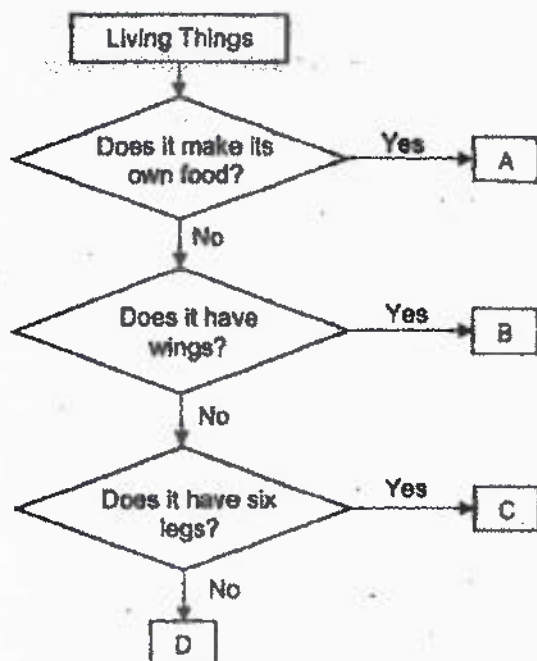 Living Things
Does it make its
own food?
Yes
A
No
Does it have
wings?
Yes
B
No
Does it have six
legs?
Yes
C
No
D